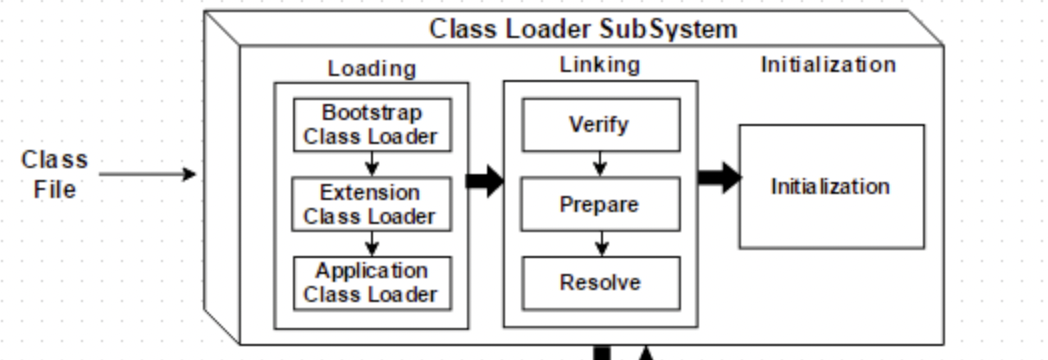 Class Loader SubSystem
Loading
Linking
Initialization
Class
File
Bootstrap
Class Loader
Extension
Class Loader
Application
Class Loader
Verify
Prepare
Resolve
Initialization